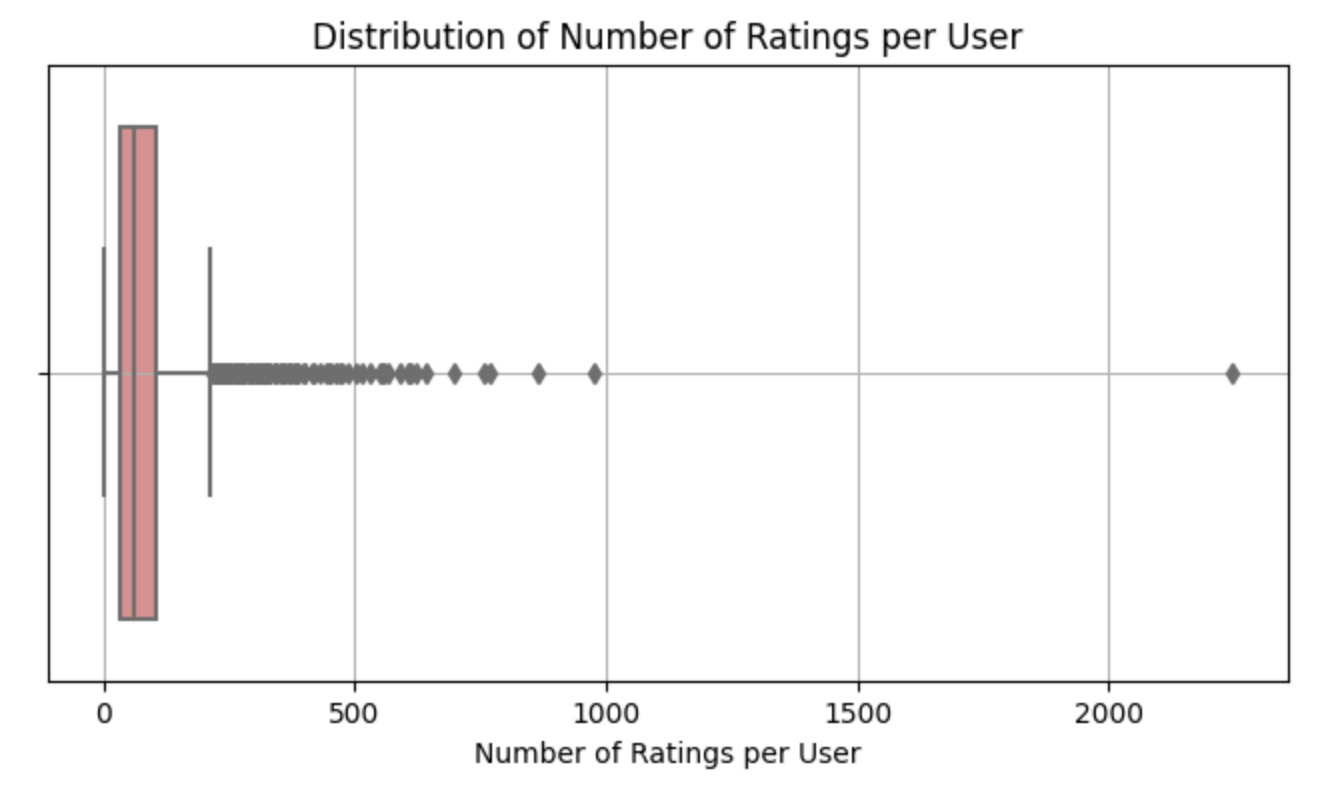 Distribution of Number of Ratings per User
0 500 1000 1500 2000
Number of Ratings per User